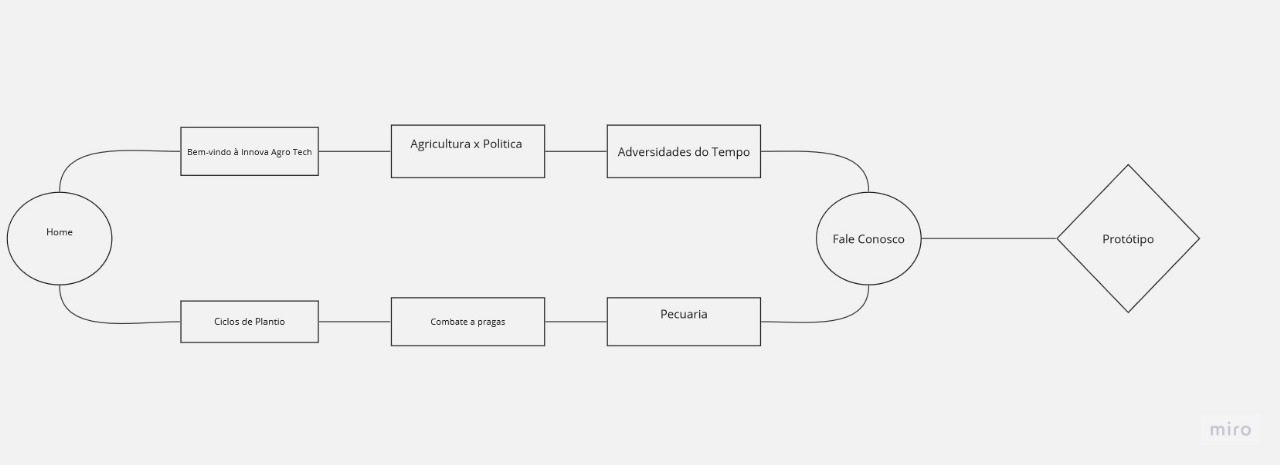 Bem-vindo à Innova Agro Tech
Agricultura x Politica
Adversidades do Tempo
Home
Fale Conosco
Protótipo
Ciclos de Plantio
Combate a pragas
Pecuaria
miro